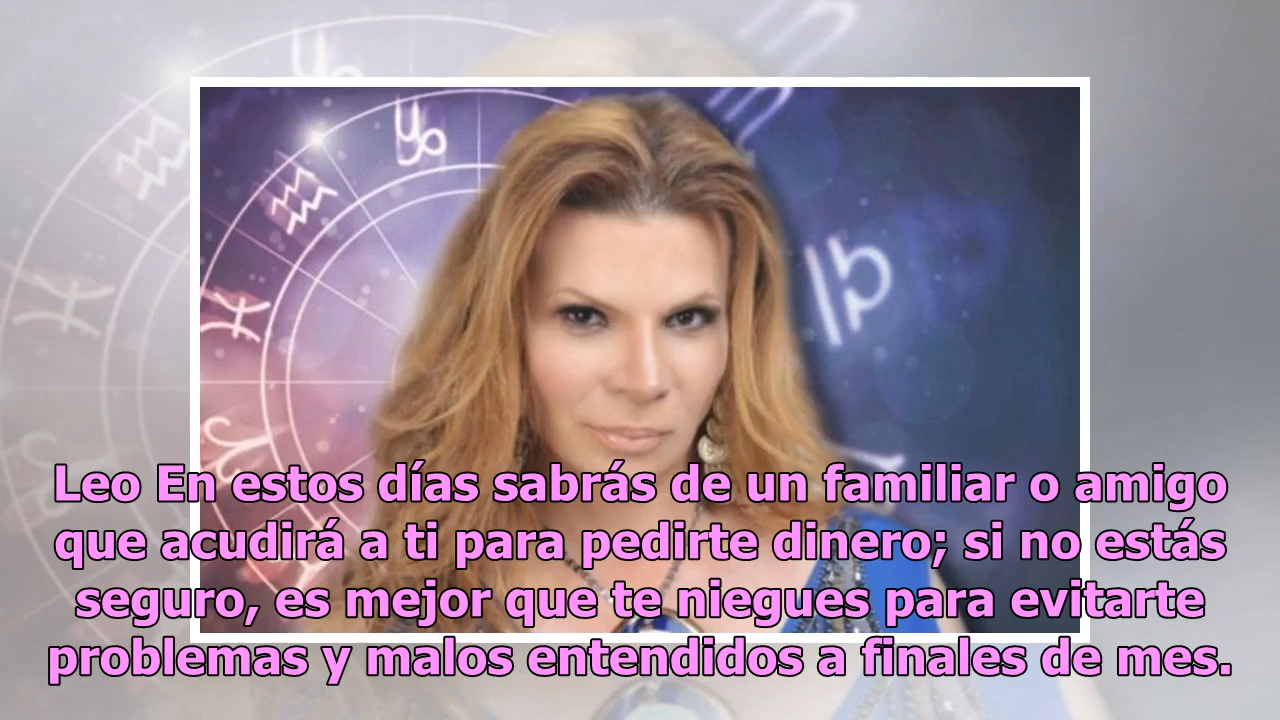 Leo En estos días sabrás de un familiar o amigo
que acudirá a ti para pedirte dinero; si no estás
seguro, es mejor que te niegues para evitarte
problemas y malos entendidos a finales de mes.